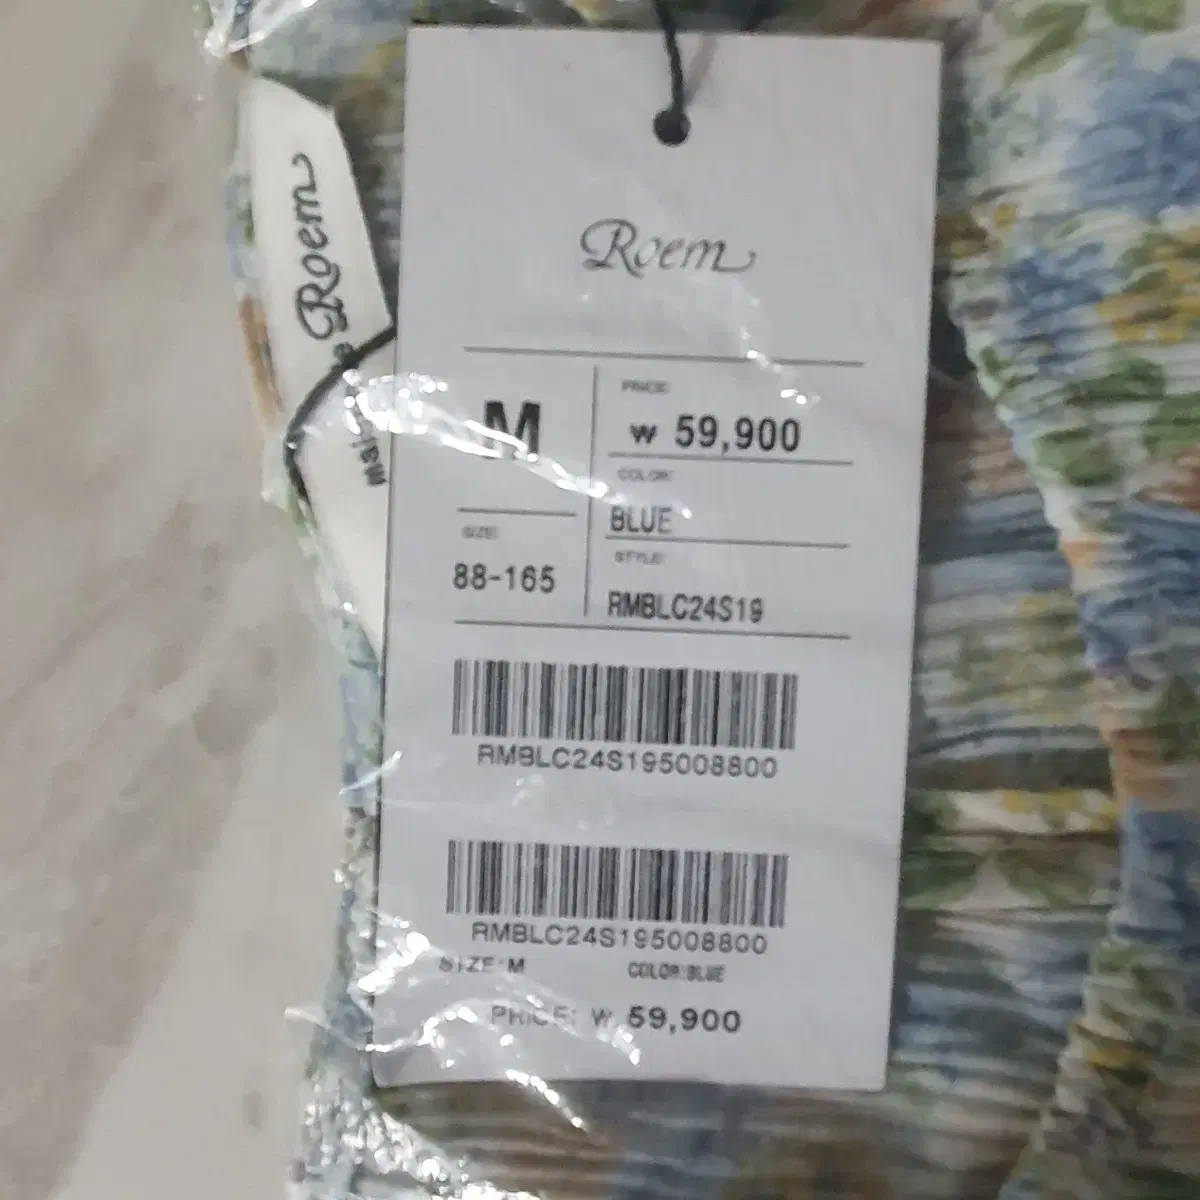 Roem
Roem
M
PRICE:
₩ 59,900
COLOR:
BLUE
SIZE:
88-165
STYLE:
RMBLC24S19
RMBLC24S195008800
RMBLC24S195008800
SIZE:M COLOR:BLUE
PRICE: ₩ 59,900